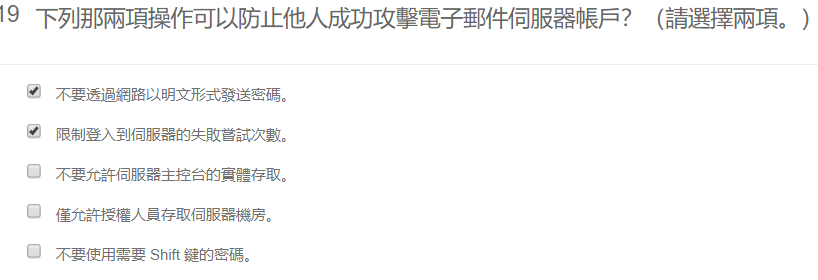 19 下列那兩項操作可以防止他人成功攻擊電子郵件伺服器帳戶？（請選擇兩項。）
不要透過網路以明文形式發送密碼。
限制登入到伺服器的失敗嘗試次數。
不要允許伺服器主控台的實體存取。
僅允許授權人員存取伺服器機房。
不要使用需要 Shift 鍵的密碼。